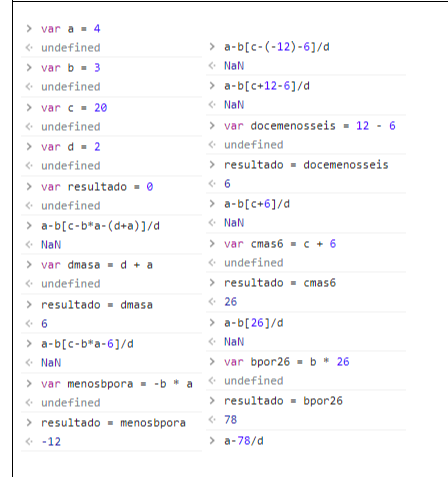 > var a = 4
<· undefined
> var b = 3
<· undefined
> var c = 20
<· undefined
> var d = 2
<· undefined
> var resultado = 0
<· undefined
> a-b[c-b*a-(d+a)]/d
<· NaN
> var dmasa = d + a
<· undefined
> resultado = dmasa
<· 6
> a-b[c-b*a-6]/d
<· NaN
> var menosbpora = -b * a
<· undefined
> resultado = menosbpora
<· -12
> a-b[c-(-12)-6]/d
<· NaN
> a-b[c+12-6]/d
<· NaN
> var docemenosseis = 12 - 6
<· undefined
> resultado = docemenosseis
<· 6
> a-b[c+6]/d
<· NaN
> var cmas6 = c + 6
<· undefined
> resultado = cmas6
<· 26
> a-b[26]/d
<· NaN
> var bpor26 = b * 26
<· undefined
> resultado = bpor26
<· 78
> a-78/d